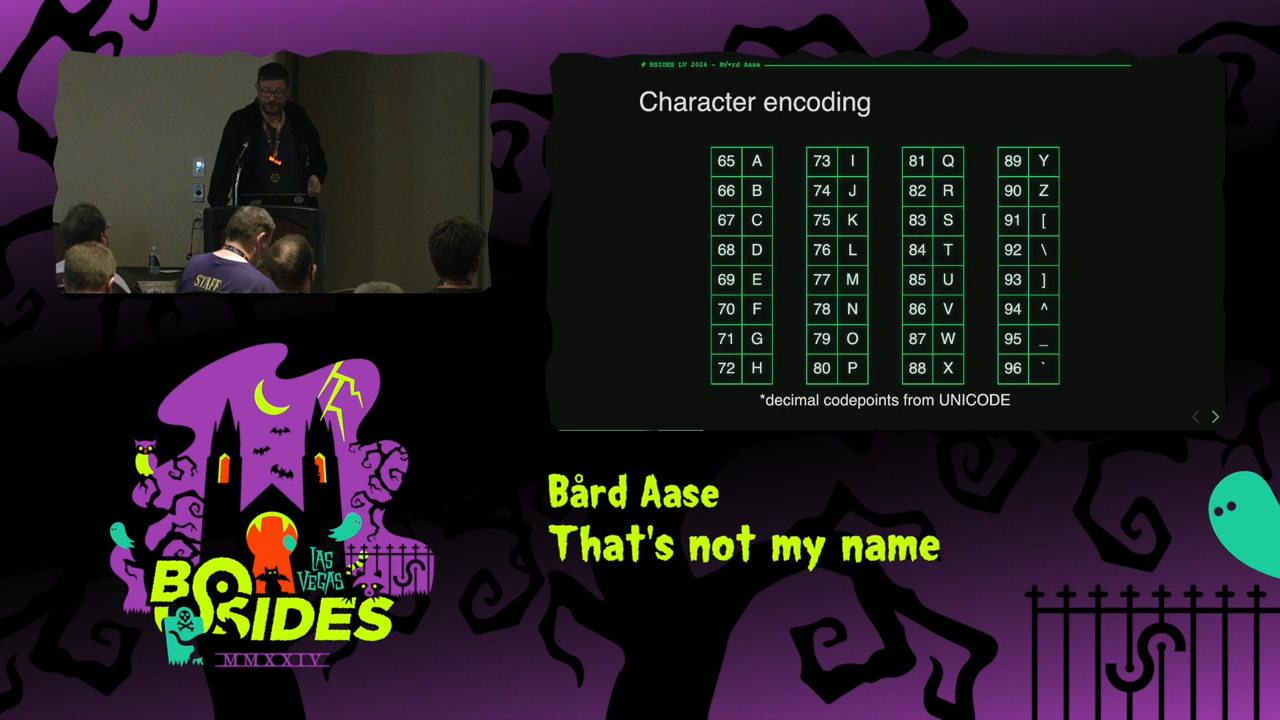 # BSIDES LV 2024 - B√•rd Aase
Character encoding
65 A 73 I 81 Q 89 Y
66 B 74 J 82 R 90 Z
67 C 75 K 83 S 91 [
68 D 76 L 84 T 92 \
69 E 77 M 85 U 93 ]
70 F 78 N 86 V 94 ^
71 G 79 O 87 W 95 _
72 H 80 P 88 X 96 `
*decimal codepoints from UNICODE
STAFF
Bård Aase
That's not my name
LAS
VEGAS
BSIDES
MMXXIV